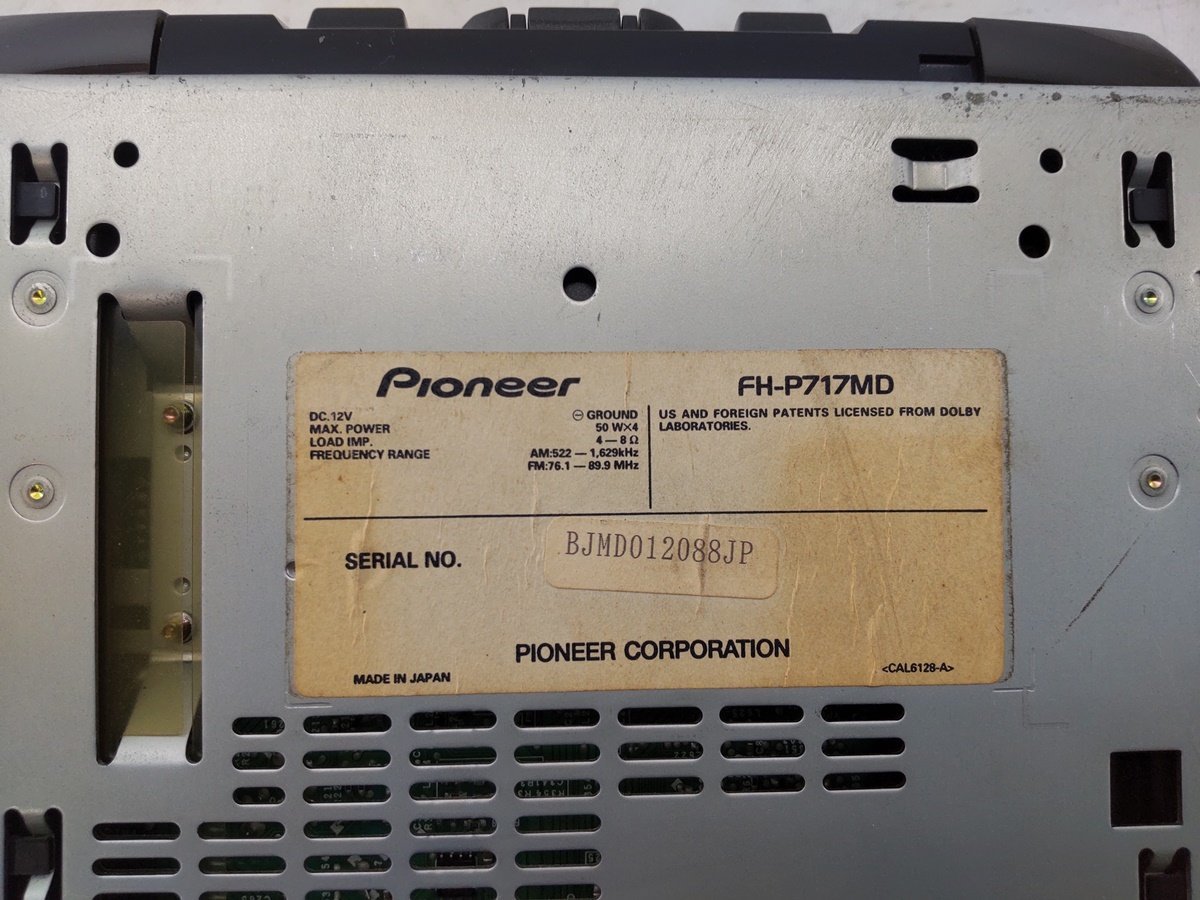 Pioneer
FH-P717MD
DC.12V ⊖ GROUND
MAX. POWER 50 W×4
LOAD IMP. 4 — 8 Ω
FREQUENCY RANGE AM:522 — 1,629kHz
FM:76.1 — 89.9 MHz
US AND FOREIGN PATENTS LICENSED FROM DOLBY
LABORATORIES.
SERIAL NO. BJMD012088JP
PIONEER CORPORATION
MADE IN JAPAN
<CAL6128-A>